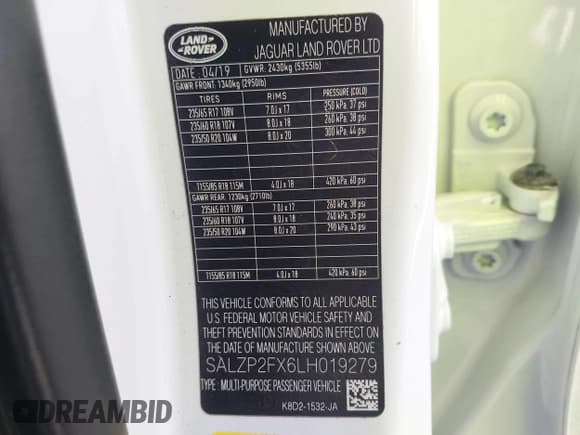 LAND
ROVER
MANUFACTURED BY
JAGUAR LAND ROVER LTD
DATE 04/19 GVWR: 2430kg (5355lb)
GAWR FRONT: 1340kg (2950lb)
TIRES RIMS PRESSURE (COLD)
235/65 R17 108V 7.0J x 17 250 kPa, 37 psi
235/60 R18 107V 8.0J x 18 260 kPa, 38 psi
235/50 R20 104W 8.0J x 20 300 kPa, 44 psi
T155/85 R18 115M 4.0J x 18 420 kPa, 60 psi
GAWR REAR: 1230kg (2710lb)
235/65 R17 108V 7.0J x 17 260 kPa, 38 psi
235/60 R18 107V 8.0J x 18 240 kPa, 35 psi
235/50 R20 104W 8.0J x 20 290 kPa, 43 psi
T155/85 R18 115M 4.0J x 18 420 kPa, 60 psi
THIS VEHICLE CONFORMS TO ALL APPLICABLE
U.S. FEDERAL MOTOR VEHICLE SAFETY AND
THEFT PREVENTION STANDARDS IN EFFECT ON
THE DATE OF MANUFACTURE SHOWN ABOVE.
SALZP2FX6LH019279
TYPE: MULTI-PURPOSE PASSENGER VEHICLE
K8D2-1532-JA
DREAMBID